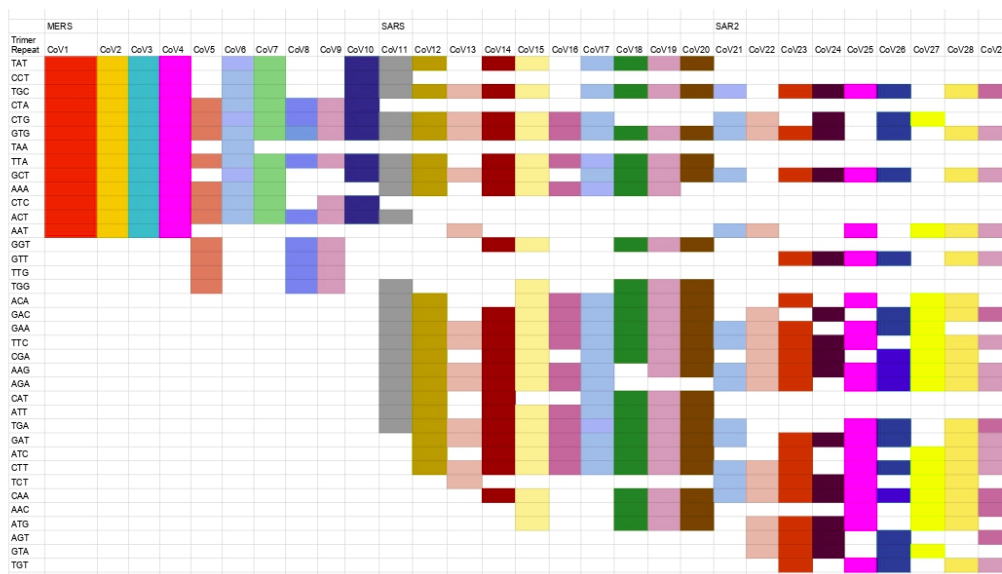 MERS SARS SAR2
Trimer
Repeat CoV1 CoV2 CoV3 CoV4 CoV5 CoV6 CoV7 Cov8 CoV9 CoV10 CoV11 CoV12 CoV13 CoV14 CoV15 CoV16 CoV17 CoV18 CoV19 CoV20 CoV21 CoV22 CoV23 CoV24 CoV25 CoV26 CoV27 CoV28 CoV2
TAT
CCT
TGC
CTA
CTG
GTG
TAA
TTA
GCT
AAA
CTC
ACT
AAT
GGT
GTT
TTG
TGG
ACA
GAC
GAA
TTC
CGA
AAG
AGA
CAT
ATT
TGA
GAT
ATC
CTT
TCT
CAA
AAC
ATG
AGT
GTA
TGT